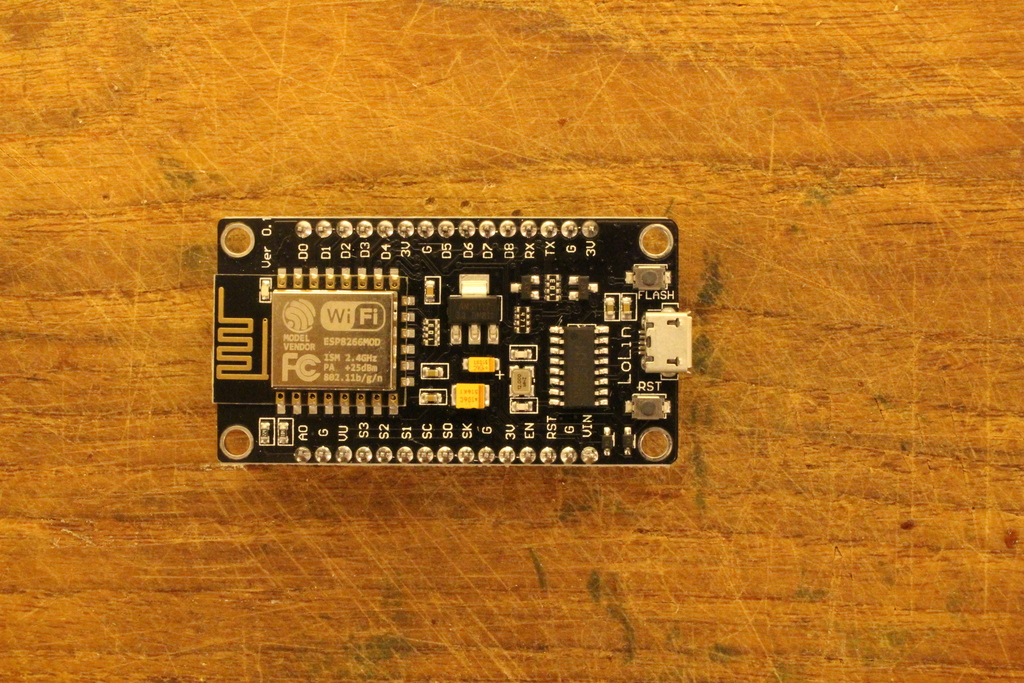 Ver 0.1
D0 D1 D2 D3 D4 3V G D5 D6 D7 D8 RX TX G 3V
FLASH
WiFi
MODEL ESP8266MOD
VENDOR
ISM 2.4GHz
FC PA +25dBm
802.11b/g/n
LoLin
RST
A0 G VU S3 S2 S1 SC S0 SK G 3V EN RST G VIN